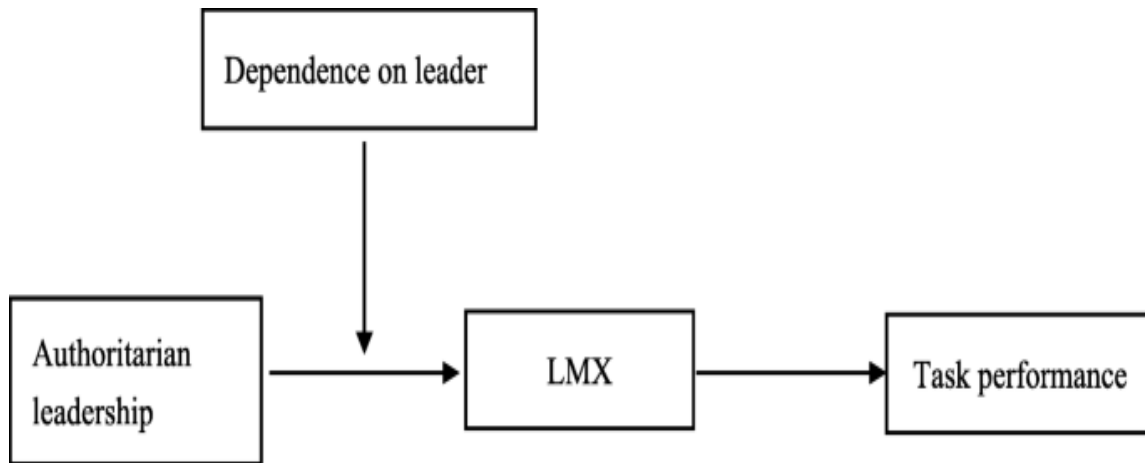 Dependence on leader
Authoritarian
leadership
LMX
Task performance